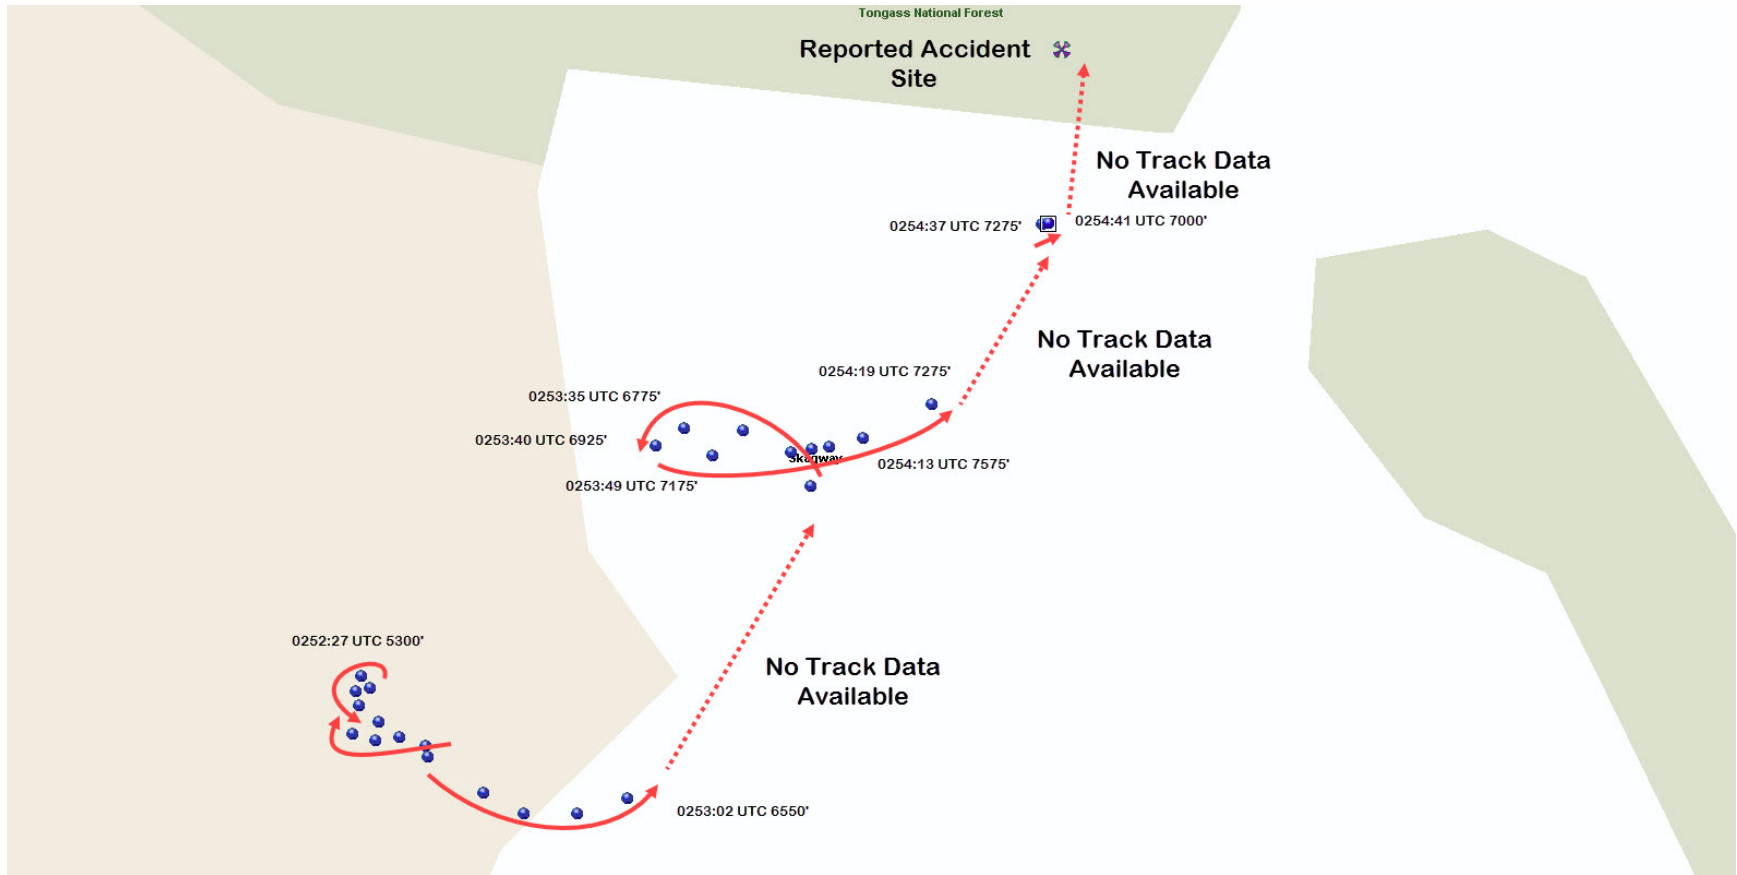 Tongass National Forest
Reported Accident
Site
No Track Data
Available
0254:37 UTC 7275'
0254:41 UTC 7000'
No Track Data
Available
0254:19 UTC 7275'
0253:35 UTC 6775'
0253:40 UTC 6925'
Skagway
0254:13 UTC 7575'
0253:49 UTC 7175'
0252:27 UTC 5300'
No Track Data
Available
0253:02 UTC 6550'